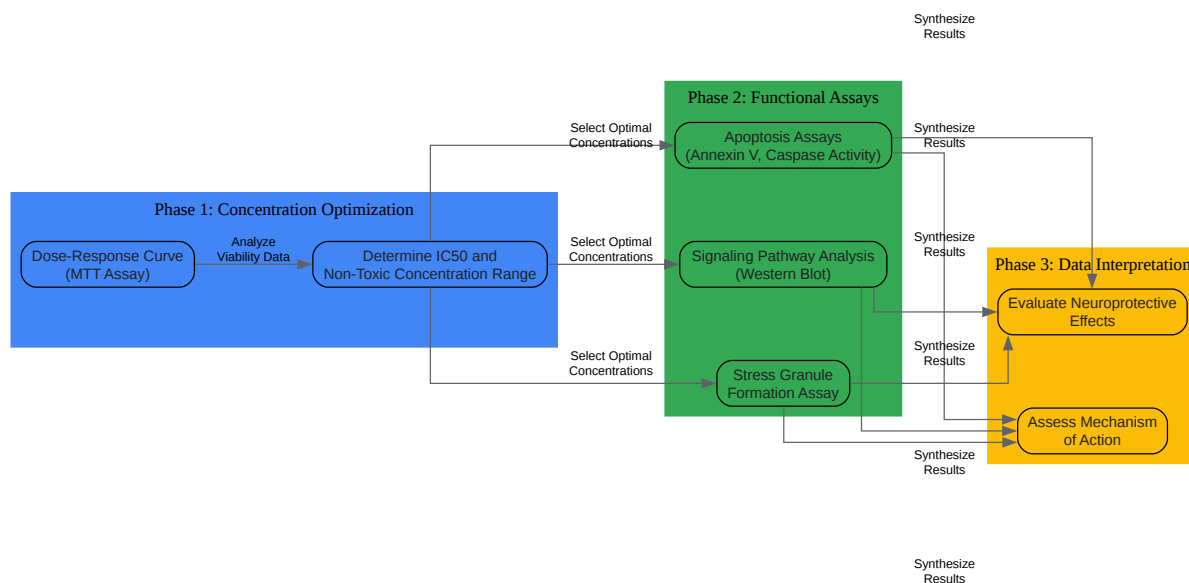 Synthesize
Results
Phase 1: Concentration Optimization
Dose-Response Curve
(MTT Assay)
Analyze
Viability Data
Determine IC50 and
Non-Toxic Concentration Range
Select Optimal
Concentrations
Select Optimal
Concentrations
Select Optimal
Concentrations
Phase 2: Functional Assays
Apoptosis Assays
(Annexin V, Caspase Activity)
Signaling Pathway Analysis
(Western Blot)
Stress Granule
Formation Assay
Synthesize
Results
Synthesize
Results
Synthesize
Results
Synthesize
Results
Phase 3: Data Interpretation
Evaluate Neuroprotective
Effects
Assess Mechanism
of Action
Synthesize
Results